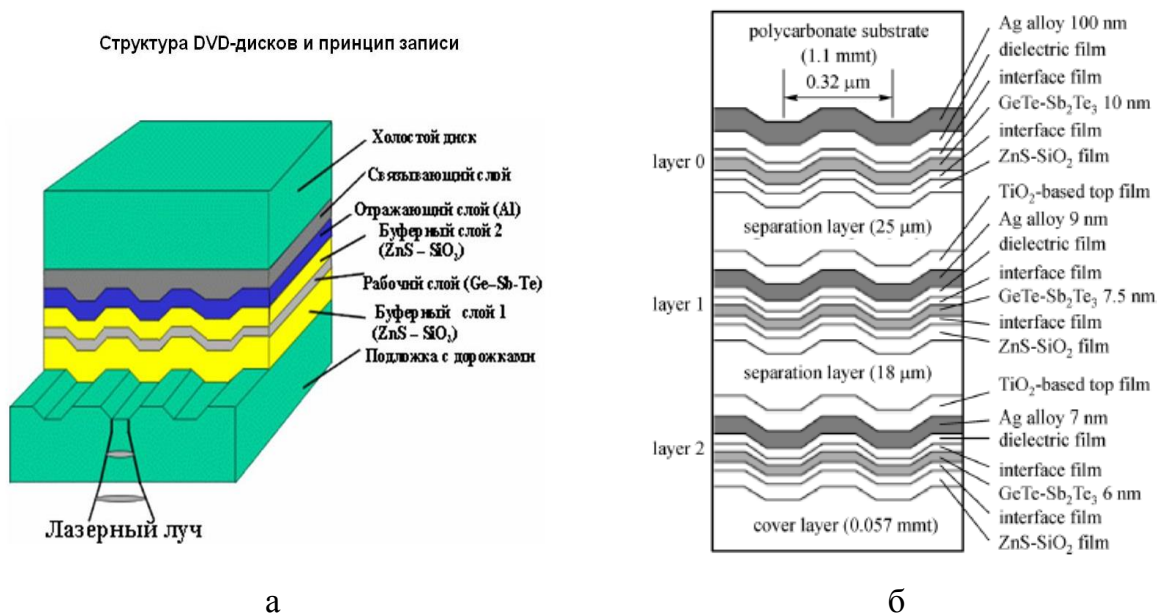 Структура DVD-дисков и принцип записи
Холостой диск
Связывающий слой
Отражающий слой (Al)
Буферный слой 2
(ZnS – SiO₂)
Рабочий слой (Ge–Sb-Te)
Буферный слой 1
(ZnS – SiO₂)
Подложка с дорожками
Лазерный луч
а
polycarbonate substrate
(1.1 mmt)
0.32 μm
layer 0
separation layer (25 μm)
layer 1
separation layer (18 μm)
layer 2
cover layer (0.057 mmt)
Ag alloy 100 nm
dielectric film
interface film
GeTe-Sb₂Te₃ 10 nm
interface film
ZnS-SiO₂ film
TiO₂-based top film
Ag alloy 9 nm
dielectric film
interface film
GeTe-Sb₂Te₃ 7.5 nm
interface film
ZnS-SiO₂ film
TiO₂-based top film
Ag alloy 7 nm
dielectric film
interface film
GeTe-Sb₂Te₃ 6 nm
interface film
ZnS-SiO₂ film
б